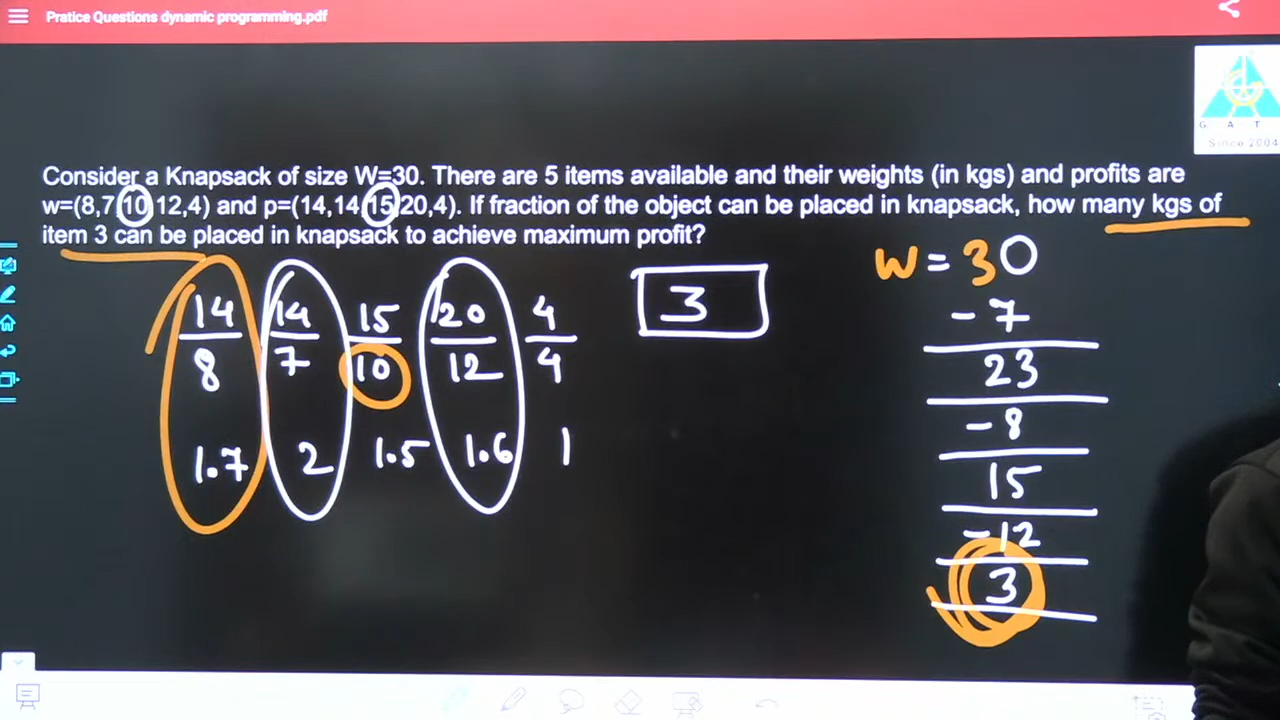 Pratice Questions dynamic programming.pdf
G A T
Since 2004
Consider a Knapsack of size W=30. There are 5 items available and their weights (in kgs) and profits are
w=(8,7,10,12,4) and p=(14,14,15,20,4). If fraction of the object can be placed in knapsack, how many kgs of
item 3 can be placed in knapsack to achieve maximum profit?
W = 30
14 14 15 20 4
8 7 10 12 4
1.7 2 1.5 1.6 1
3
- 7
23
- 8
15
- 12
3